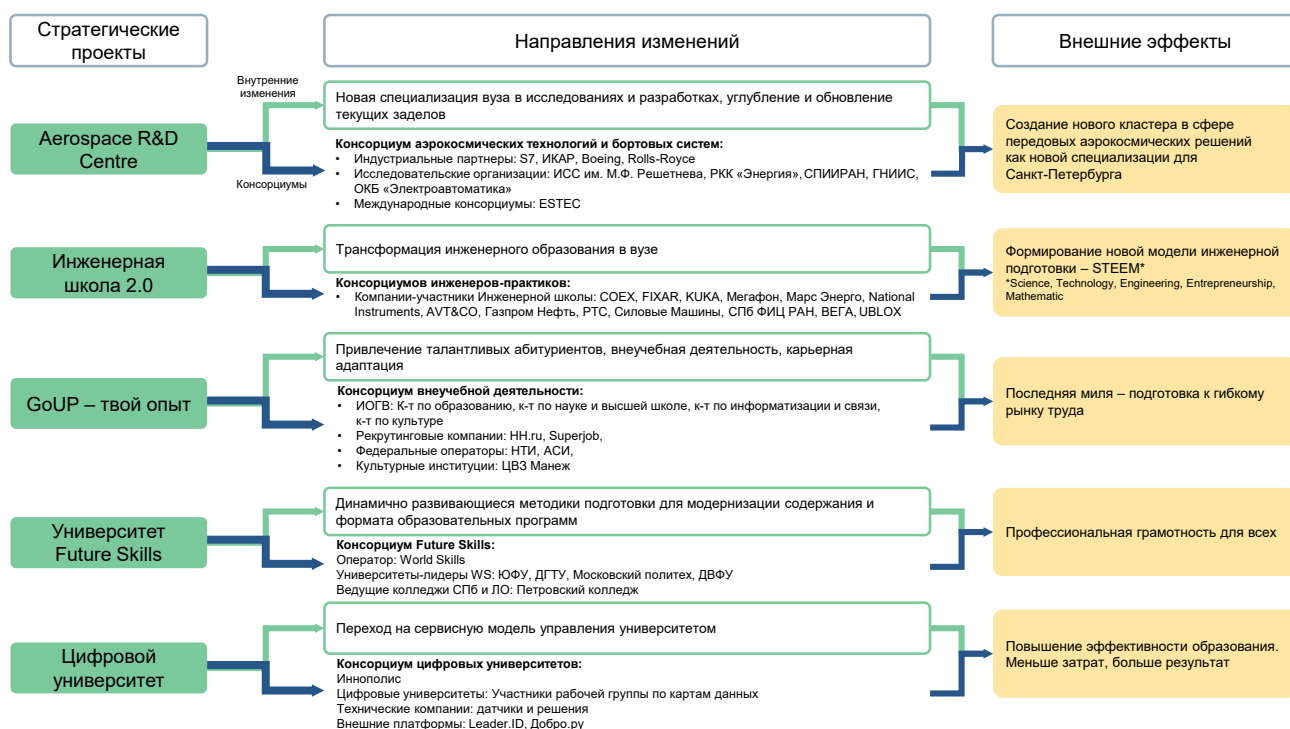 Стратегические
проекты
Направления изменений
Внешние эффекты
Внутренние
изменения
Консорциумы
Aerospace R&D
Centre
Новая специализация вуза в исследованиях и разработках, углубление и обновление
текущих заделов
Консорциум аэрокосмических технологий и бортовых систем:
• Индустриальные партнеры: S7, ИКАР, Boeing, Rolls-Royce
• Исследовательские организации: ИСС им. М.Ф. Решетнева, РКК «Энергия», СПИИРАН, ГНИИС,
ОКБ «Электроавтоматика»
• Международные консорциумы: ESTEC
Создание нового кластера в сфере
передовых аэрокосмических решений
как новой специализации для
Санкт-Петербурга
Инженерная
школа 2.0
Трансформация инженерного образования в вузе
Консорциумов инженеров-практиков:
• Компании-участники Инженерной школы: COEX, FIXAR, KUKA, Мегафон, Марс Энерго, National
Instruments, AVT&CO, Газпром Нефть, РТС, Силовые Машины, СПб ФИЦ РАН, ВЕГА, UBLOX
Формирование новой модели инженерной
подготовки – STEEM*
*Science, Technology, Engineering, Entrepreneurship,
Mathematic
GoUP – твой опыт
Привлечение талантливых абитуриентов, внеучебная деятельность, карьерная
адаптация
Консорциум внеучебной деятельности:
• ИОГВ: К-т по образованию, к-т по науке и высшей школе, к-т по информатизации и связи,
к-т по культуре
• Рекрутинговые компании: HH.ru, Superjob,
• Федеральные операторы: НТИ, АСИ,
• Культурные институции: ЦВЗ Манеж
Последняя миля – подготовка к гибкому
рынку труда
Университет
Future Skills
Динамично развивающиеся методики подготовки для модернизации содержания и
формата образовательных программ
Консорциум Future Skills:
Оператор: World Skills
Университеты-лидеры WS: ЮФУ, ДГТУ, Московский политех, ДВФУ
Ведущие колледжи СПб и ЛО: Петровский колледж
Профессиональная грамотность для всех
Цифровой
университет
Переход на сервисную модель управления университетом
Консорциум цифровых университетов:
Иннополис
Цифровые университеты: Участники рабочей группы по картам данных
Технические компании: датчики и решения
Внешние платформы: Leader.ID, Добро.ру
Повышение эффективности образования.
Меньше затрат, больше результат